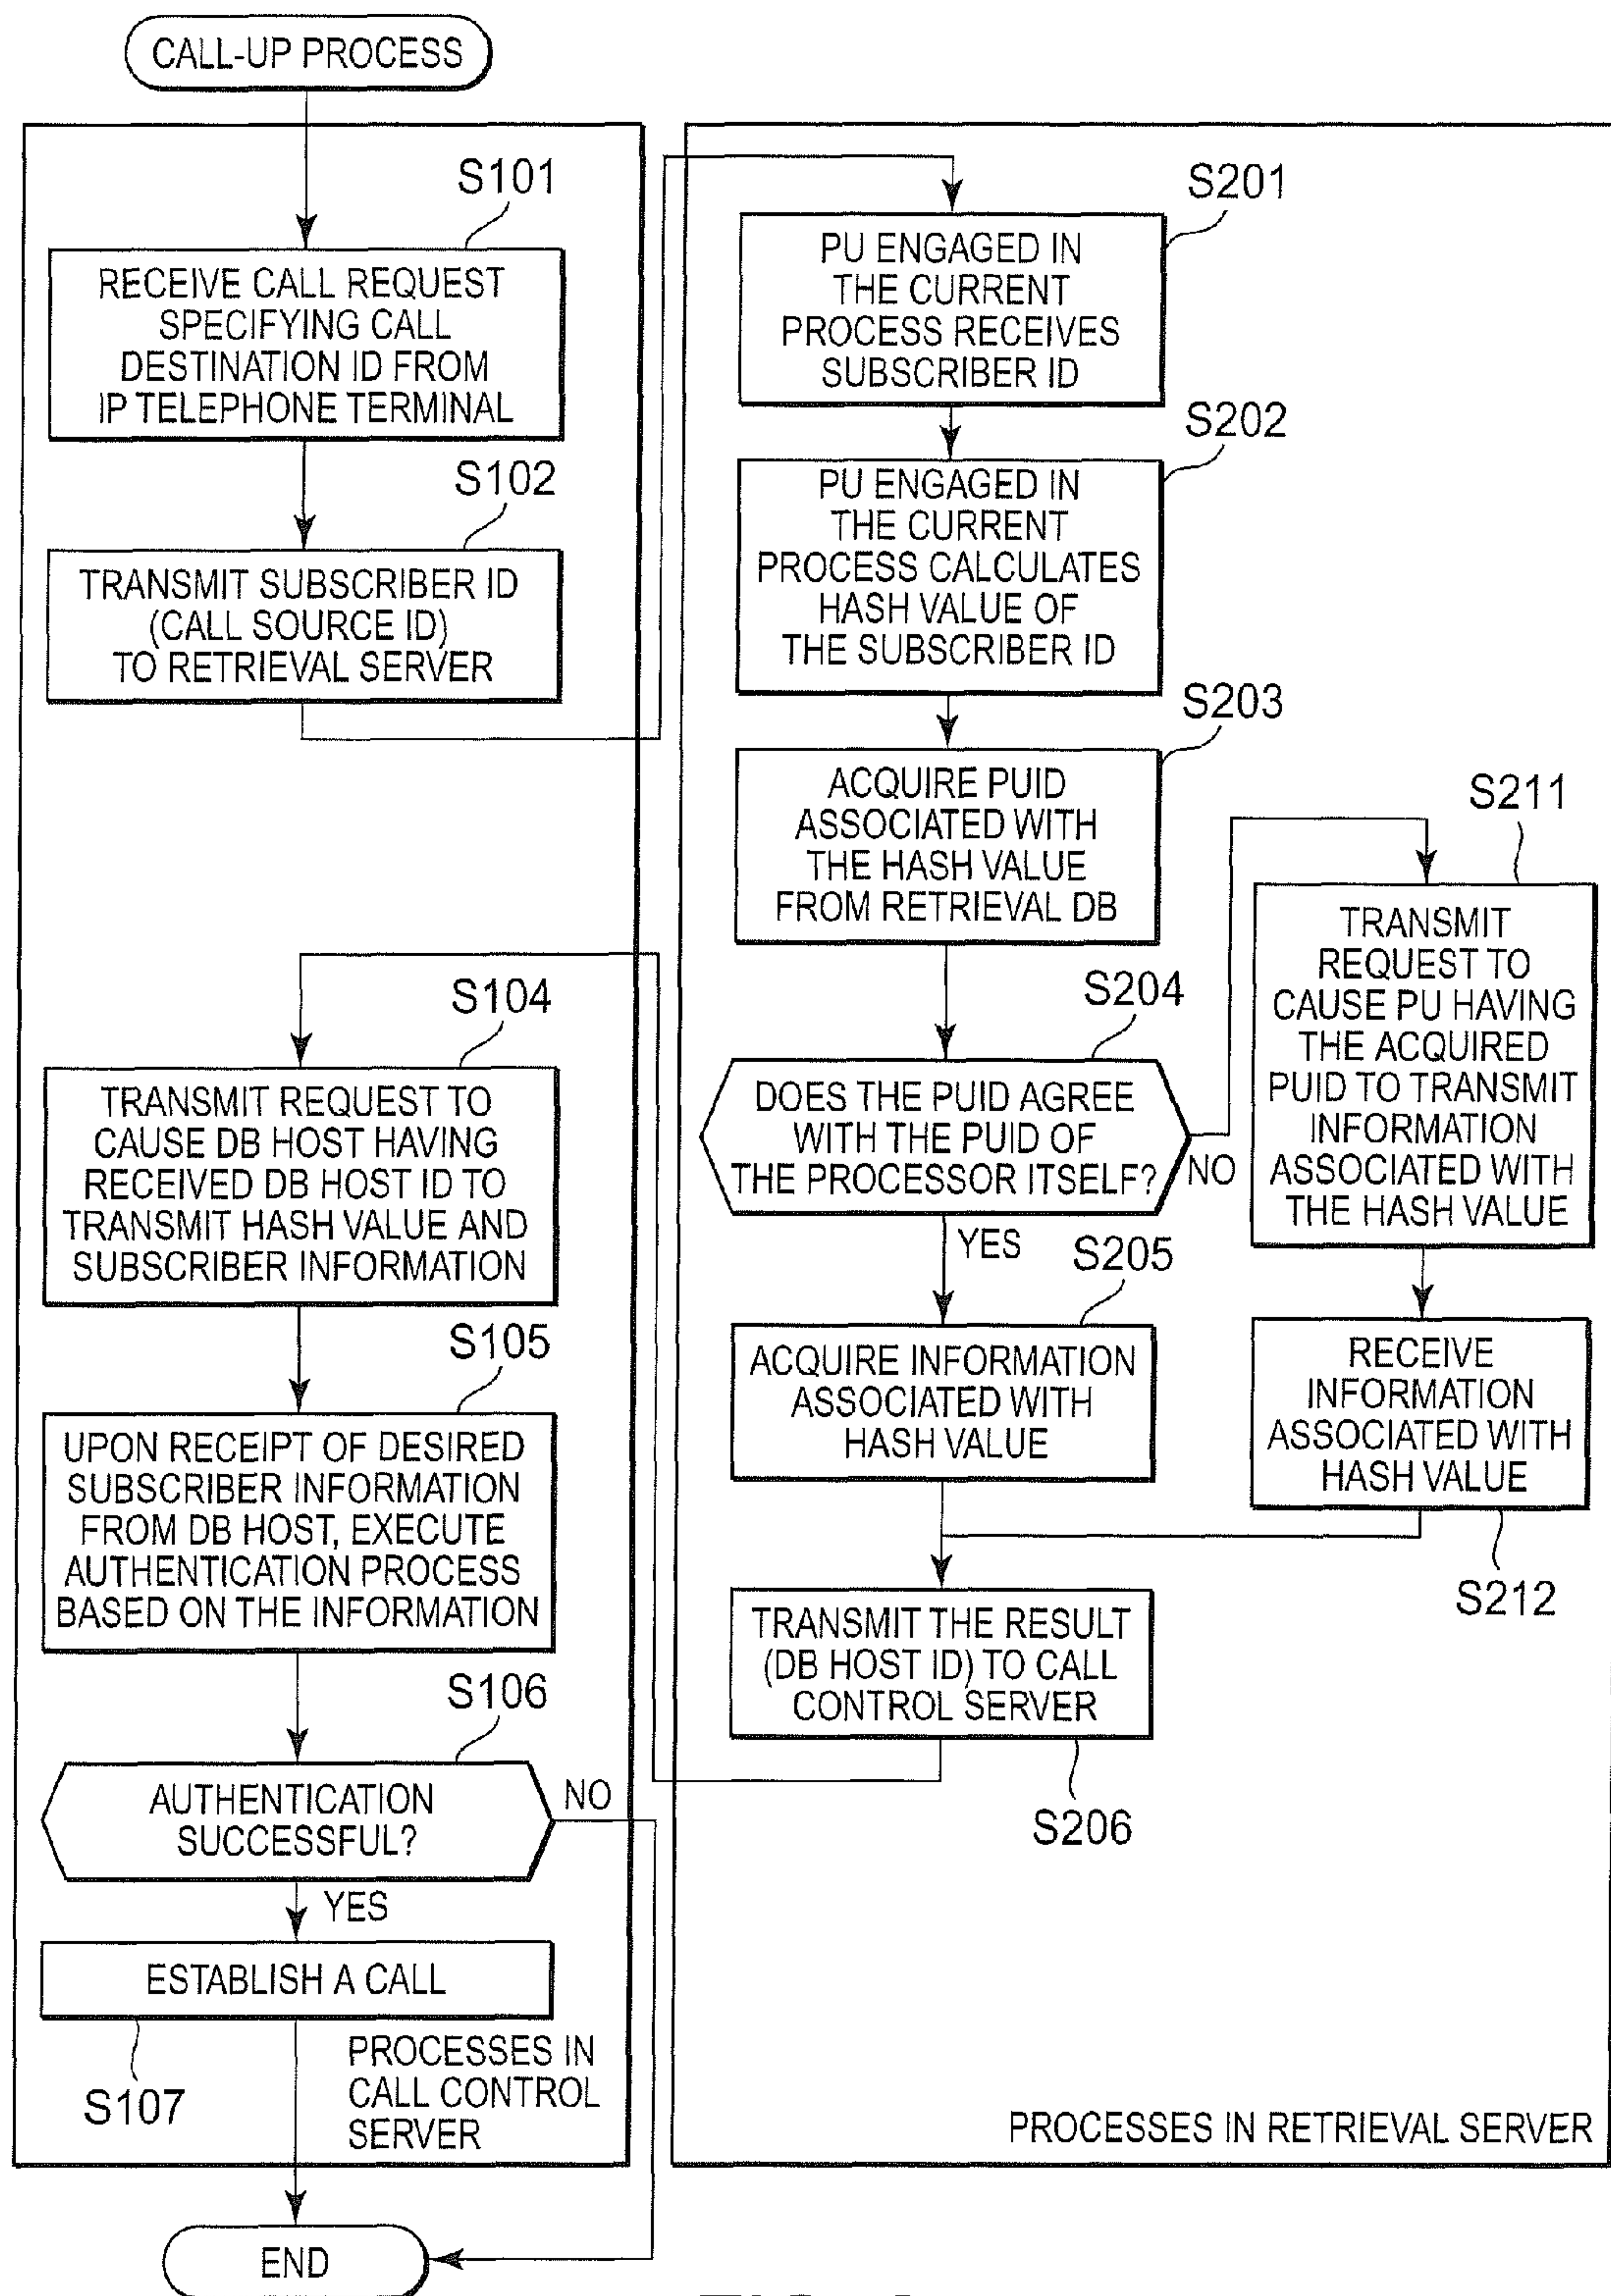 CALL-UP PROCESS
S101
RECEIVE CALL REQUEST
SPECIFYING CALL
DESTINATION ID FROM
IP TELEPHONE TERMINAL
S102
TRANSMIT SUBSCRIBER ID
(CALL SOURCE ID)
TO RETRIEVAL SERVER
S201
PU ENGAGED IN
THE CURRENT
PROCESS RECEIVES
SUBSCRIBER ID
S202
PU ENGAGED IN
THE CURRENT
PROCESS CALCULATES
HASH VALUE OF
THE SUBSCRIBER ID
S203
ACQUIRE PUID
ASSOCIATED WITH
THE HASH VALUE
FROM RETRIEVAL DB
S204
DOES THE PUID AGREE
WITH THE PUID OF
THE PROCESSOR ITSELF?
NO
YES
S211
TRANSMIT
REQUEST TO
CAUSE PU HAVING
THE ACQUIRED
PUID TO TRANSMIT
INFORMATION
ASSOCIATED WITH
THE HASH VALUE
S205
ACQUIRE INFORMATION
ASSOCIATED WITH
HASH VALUE
RECEIVE
INFORMATION
ASSOCIATED WITH
HASH VALUE
S212
TRANSMIT THE RESULT
(DB HOST ID) TO CALL
CONTROL SERVER
S206
S104
TRANSMIT REQUEST TO
CAUSE DB HOST HAVING
RECEIVED DB HOST ID TO
TRANSMIT HASH VALUE AND
SUBSCRIBER INFORMATION
S105
UPON RECEIPT OF DESIRED
SUBSCRIBER INFORMATION
FROM DB HOST, EXECUTE
AUTHENTICATION PROCESS
BASED ON THE INFORMATION
S106
AUTHENTICATION
SUCCESSFUL?
NO
YES
ESTABLISH A CALL
S107
PROCESSES IN
CALL CONTROL
SERVER
PROCESSES IN RETRIEVAL SERVER
END